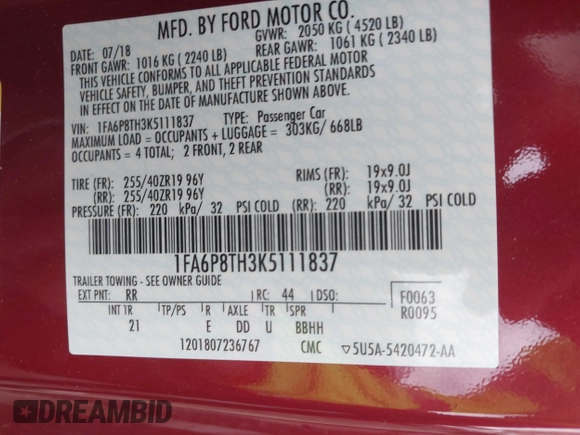 MFD. BY FORD MOTOR CO.
DATE: 07/18 GVWR: 2050 KG (4520 LB)
FRONT GAWR: 1016 KG (2240 LB) REAR GAWR: 1061 KG (2340 LB)
THIS VEHICLE CONFORMS TO ALL APPLICABLE FEDERAL MOTOR
VEHICLE SAFETY, BUMPER, AND THEFT PREVENTION STANDARDS
IN EFFECT ON THE DATE OF MANUFACTURE SHOWN ABOVE.
VIN: 1FA6P8TH3K5111837 TYPE: Passenger Car
MAXIMUM LOAD = OCCUPANTS + LUGGAGE = 303KG/ 668LB
OCCUPANTS = 4 TOTAL; 2 FRONT, 2 REAR
TIRE (FR): 255/40ZR19 96Y RIMS (FR): 19x9.0J
(RR): 255/40ZR19 96Y (RR): 19x9.0J
PRESSURE (FR): 220 kPa/ 32 PSI COLD (RR): 220 kPa/ 32 PSI COLD
1FA6P8TH3K5111837
TRAILER TOWING - SEE OWNER GUIDE
EXT PNT: RR RC: 44 DSO: F0063
INT TR TP/PS R AXLE TR SPR R0095
21 E DD U BBHH
1201807236767 CMC ▽5U5A-5420472-AA
DREAMBID